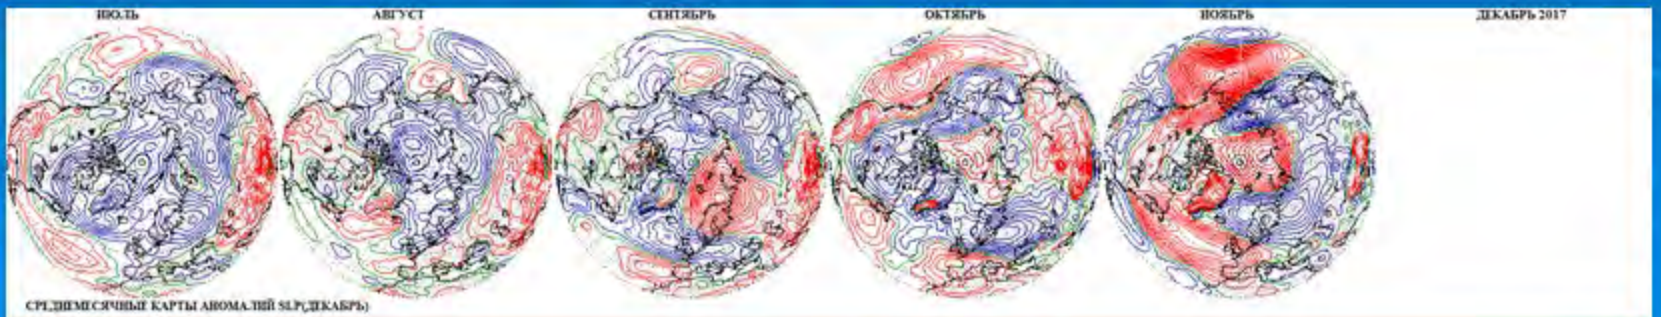 ИЮЛЬ
АВГУСТ
СЕНТЯБРЬ
ОКТЯБРЬ
НОЯБРЬ
ДЕКАБРЬ 2017
СРЕДНЕМЕСЯЧНЫЕ КАРТЫ АНОМАЛИЙ SLP(ДЕКАБРЬ)